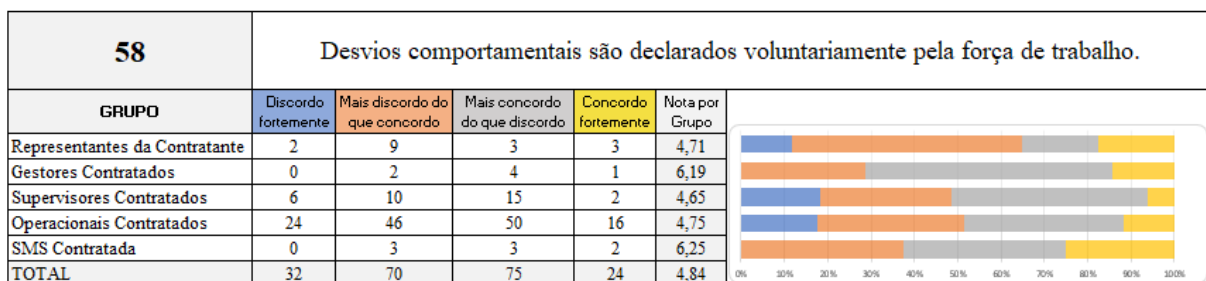 58 Desvios comportamentais são declarados voluntariamente pela força de trabalho.
GRUPO Discordo fortemente Mais discordo do que concordo Mais concordo do que discordo Concordo fortemente Nota por Grupo
Representantes da Contratante 2 9 3 3 4,71
Gestores Contratados 0 2 4 1 6,19
Supervisores Contratados 6 10 15 2 4,65
Operacionais Contratados 24 46 50 16 4,75
SMS Contratada 0 3 3 2 6,25
TOTAL 32 70 75 24 4,84
0% 10% 20% 30% 40% 50% 60% 70% 80% 90% 100%